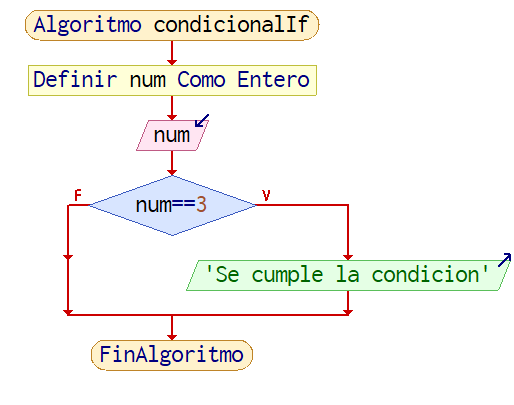 Algoritmo condicionalIf
Definir num Como Entero
num
num==3
F
V
'Se cumple la condicion'
FinAlgoritmo